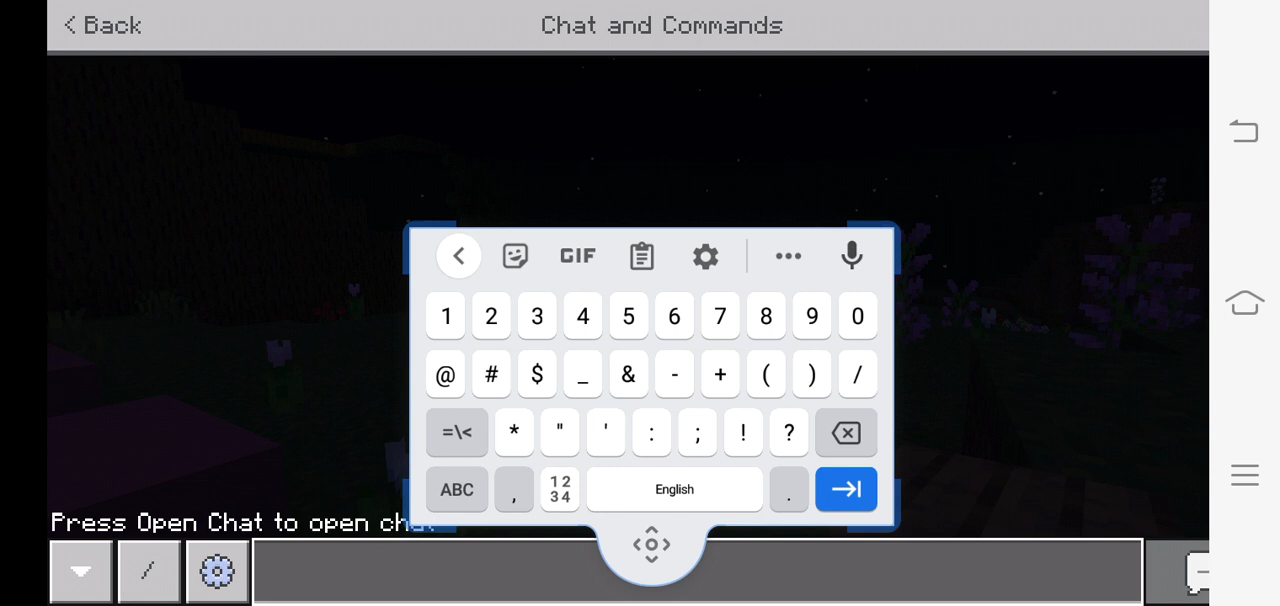 < Back
Chat and Commands
GIF
1 2 3 4 5 6 7 8 9 0
@ # $ _ & - + ( ) /
=\< * " ' : ; ! ?
ABC , 12 34 English .
Press Open Chat to open ch
/